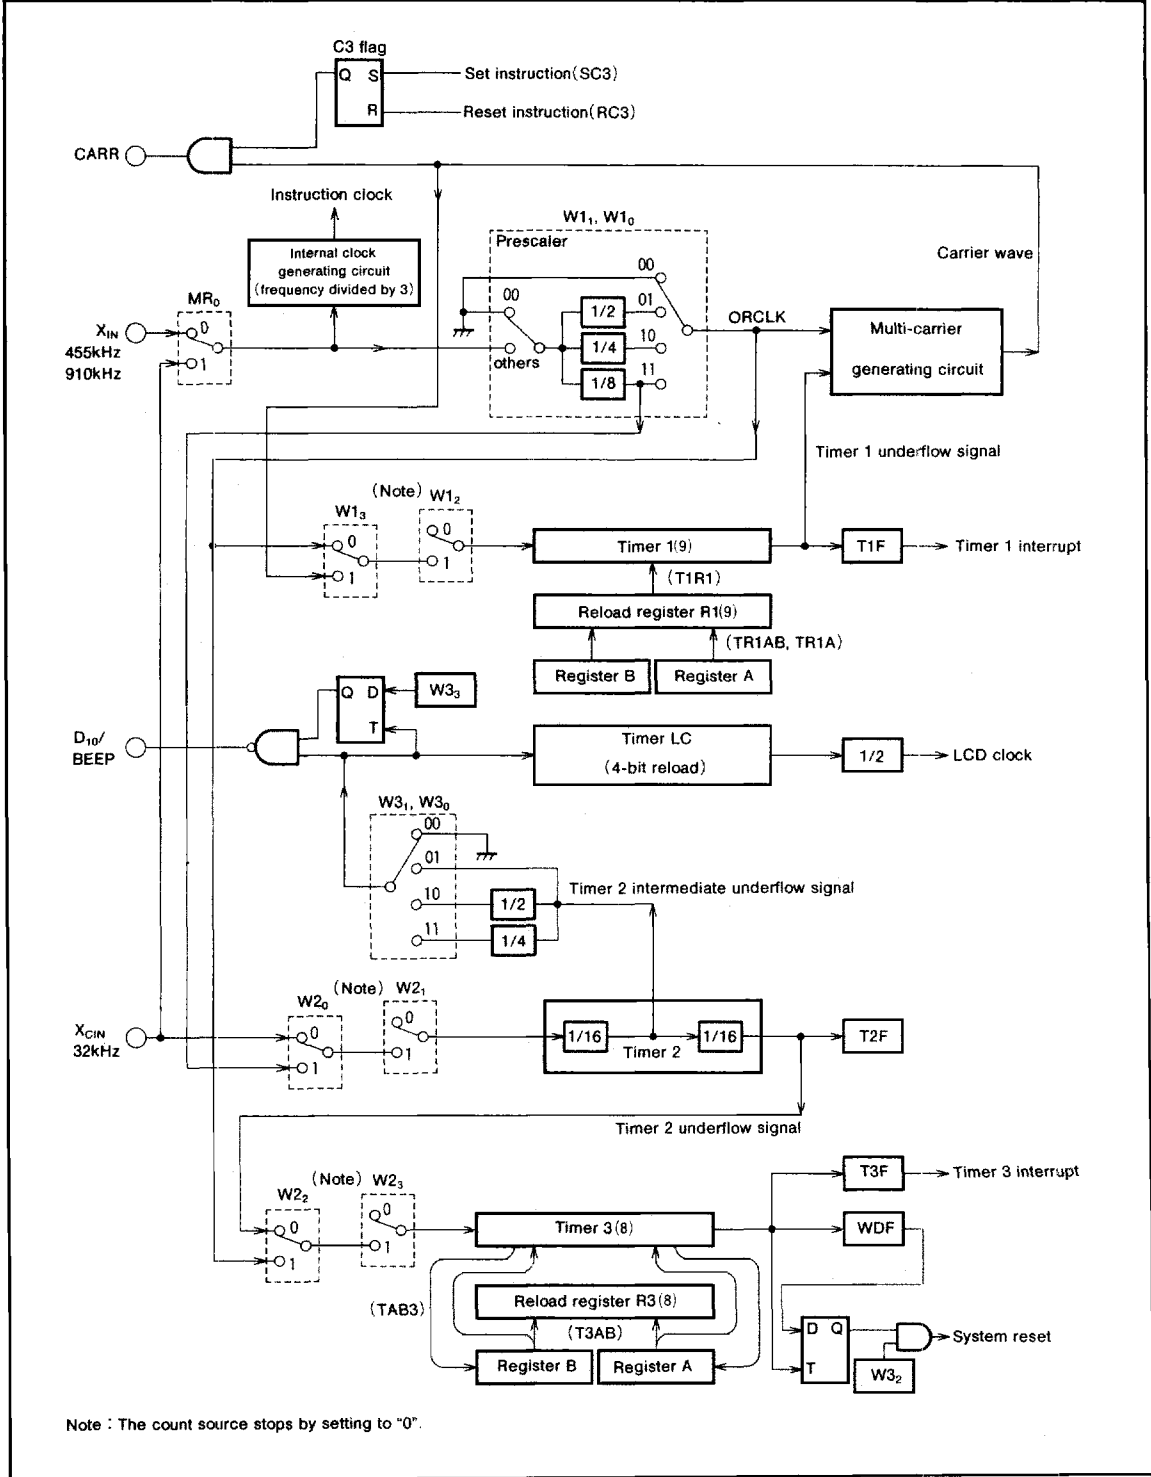 C3 flag
Q S
R
Set instruction(SC3)
Reset instruction(RC3)
CARR
Instruction clock
Internal clock
generating circuit
(frequency divided by 3)
W1₁, W1₀
Prescaler
00
00
01
10
11
others
1/2
1/4
1/8
Carrier wave
MR₀
0
1
X_IN
455kHz
910kHz
ORCLK
Multi-carrier
generating circuit
Timer 1 underflow signal
(Note)
W1₃
0
1
W1₂
0
1
Timer 1(9)
T1F
Timer 1 interrupt
(T1R1)
Reload register R1(9)
(TR1AB, TR1A)
Register B
Register A
Q D
T
W3₃
D₁₀/
BEEP
Timer LC
(4-bit reload)
1/2
LCD clock
W3₁, W3₀
00
01
10
11
1/2
1/4
Timer 2 intermediate underflow signal
(Note)
W2₀
0
1
W2₁
0
1
X_CIN
32kHz
1/16
1/16
Timer 2
T2F
Timer 2 underflow signal
(Note)
W2₂
0
1
W2₃
0
1
Timer 3(8)
T3F
Timer 3 interrupt
WDF
(TAB3)
Reload register R3(8)
(T3AB)
Register B
Register A
D Q
T
W3₂
System reset
Note : The count source stops by setting to “0”.